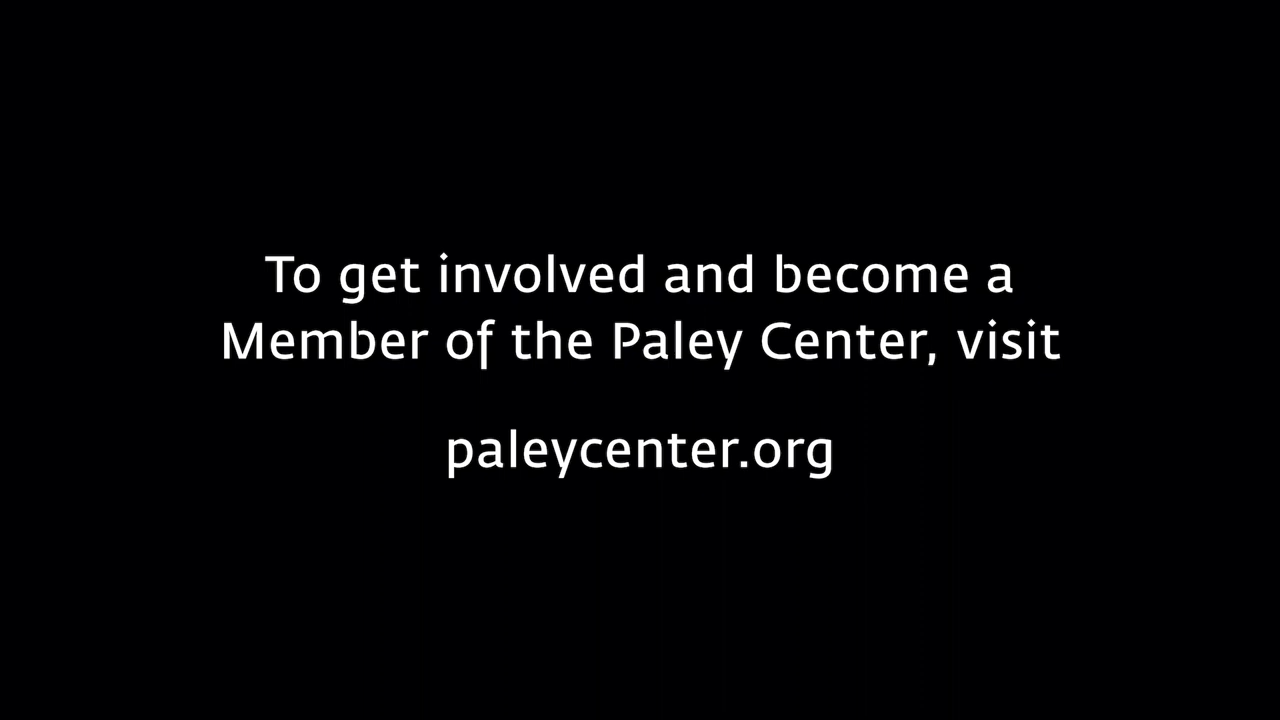 To get involved and become a
Member of the Paley Center, visit
paleycenter.org